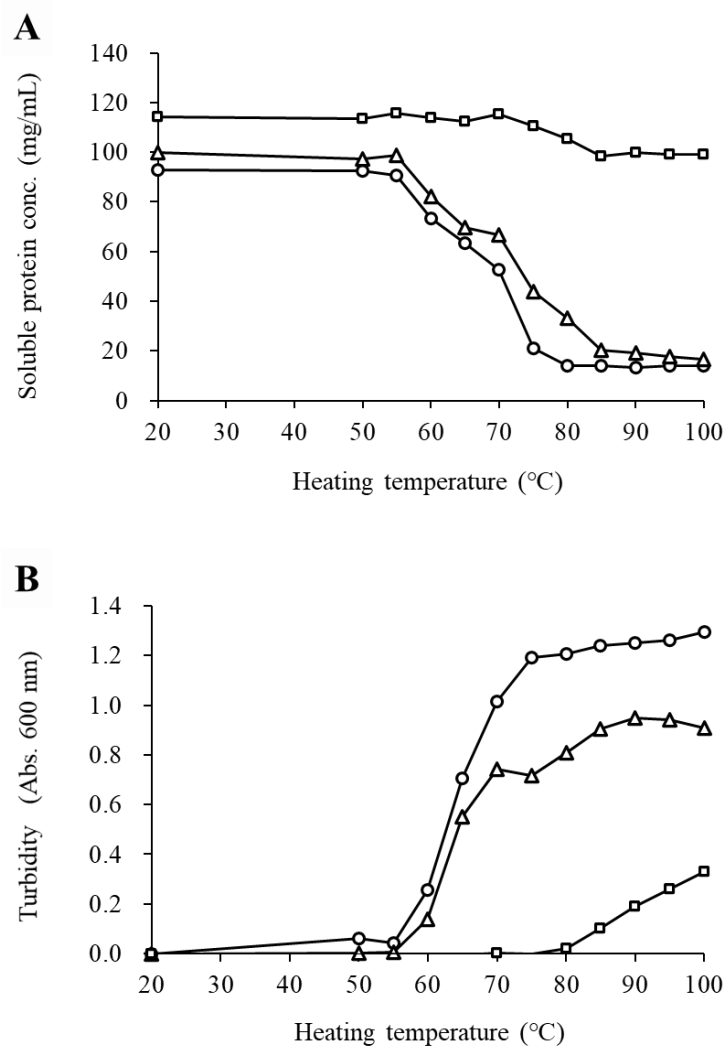 A
Soluble protein conc. (mg/mL)
140
120
100
80
60
40
20
0
20 30 40 50 60 70 80 90 100
Heating temperature (℃)
B
Turbidity (Abs. 600 nm)
1.4
1.2
1.0
0.8
0.6
0.4
0.2
0.0
20 30 40 50 60 70 80 90 100
Heating temperature (℃)